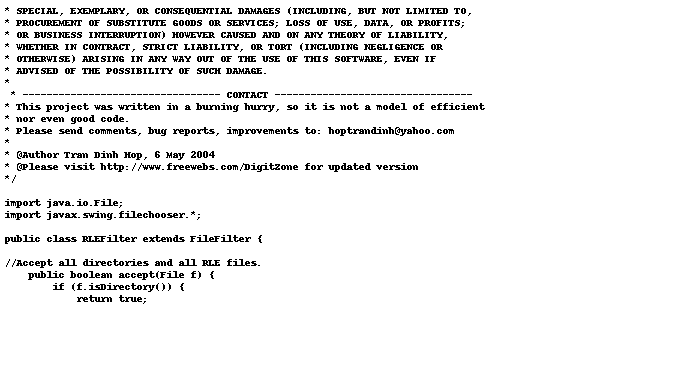 * SPECIAL, EXEMPLARY, OR CONSEQUENTIAL DAMAGES (INCLUDING, BUT NOT LIMITED TO,
* PROCUREMENT OF SUBSTITUTE GOODS OR SERVICES; LOSS OF USE, DATA, OR PROFITS;
* OR BUSINESS INTERRUPTION) HOWEVER CAUSED AND ON ANY THEORY OF LIABILITY,
* WHETHER IN CONTRACT, STRICT LIABILITY, OR TORT (INCLUDING NEGLIGENCE OR
* OTHERWISE) ARISING IN ANY WAY OUT OF THE USE OF THIS SOFTWARE, EVEN IF
* ADVISED OF THE POSSIBILITY OF SUCH DAMAGE.
*
 * --------------------------------- CONTACT ---------------------------------
* This project was written in a burning hurry, so it is not a model of efficient
* nor even good code.
* Please send comments, bug reports, improvements to: hoptrandinh@yahoo.com
*
* @Author Tran Dinh Hop, 6 May 2004
* @Please visit http://www.freewebs.com/DigitZone for updated version
*/

import java.io.File;
import javax.swing.filechooser.*;

public class RLEFilter extends FileFilter {

//Accept all directories and all RLE files.
    public boolean accept(File f) {
        if (f.isDirectory()) {
            return true;